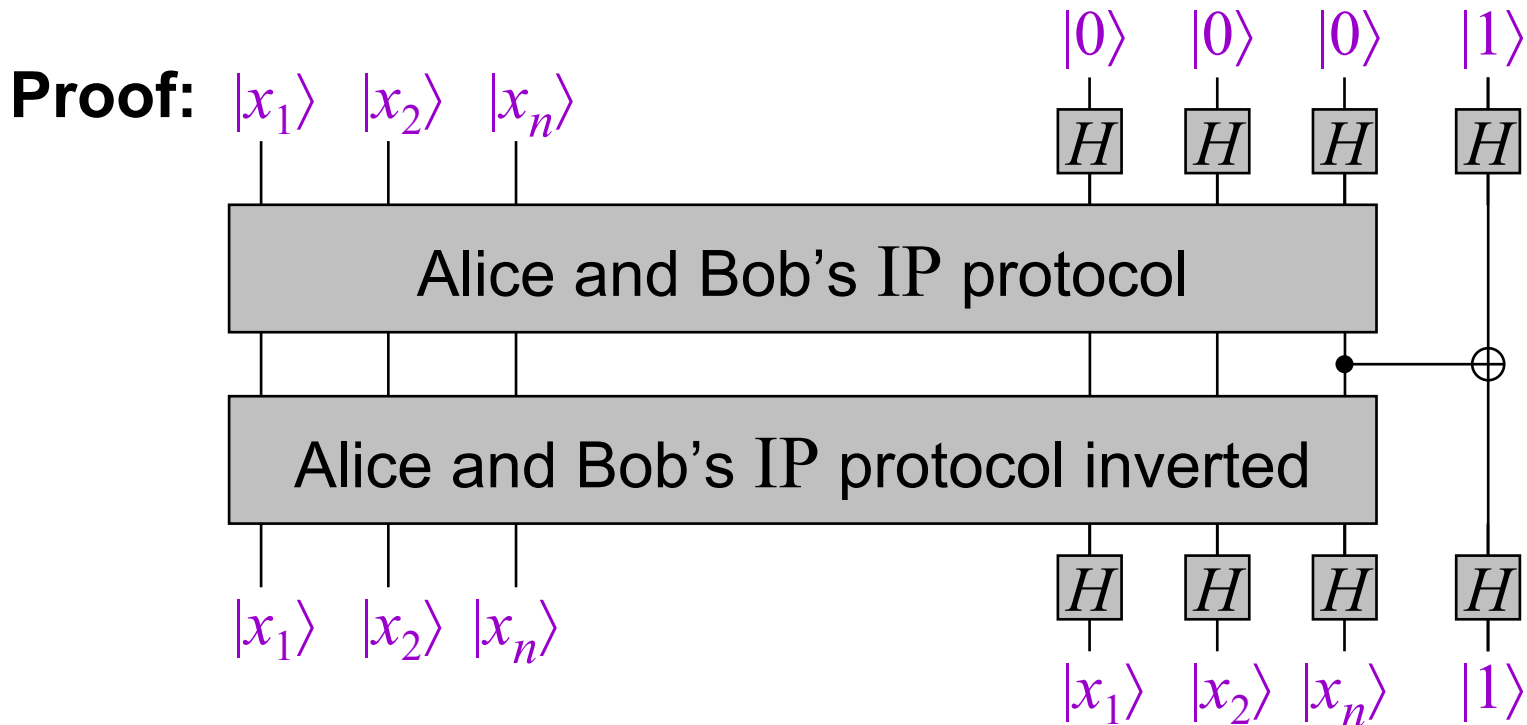 |0⟩ |0⟩ |0⟩ |1⟩
Proof: |x₁⟩ |x₂⟩ |xₙ⟩
H H H H
Alice and Bob’s IP protocol
Alice and Bob’s IP protocol inverted
H H H H
|x₁⟩ |x₂⟩ |xₙ⟩
|x₁⟩ |x₂⟩ |xₙ⟩ |1⟩